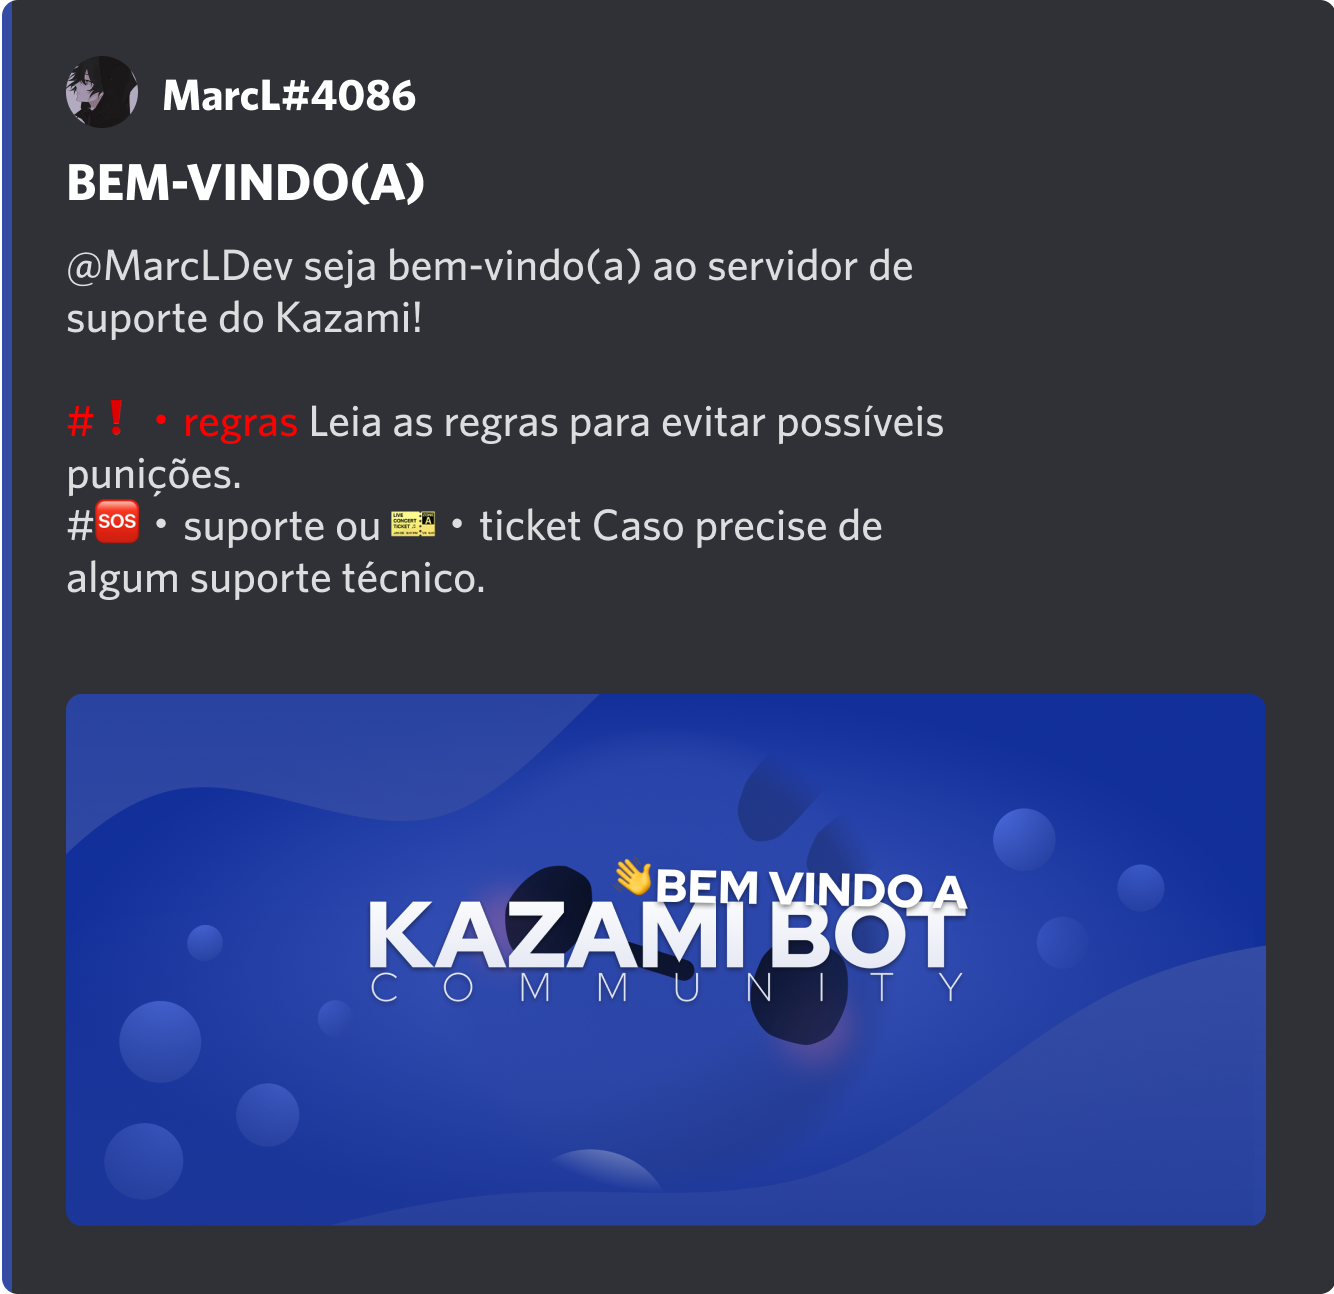 MarcL#4086
BEM-VINDO(A)
@MarcLDev seja bem-vindo(a) ao servidor de
suporte do Kazami!
#❗・regras Leia as regras para evitar possíveis
punições.
#🆘・suporte ou 🎫・ticket Caso precise de
algum suporte técnico.
👋BEM VINDO A
KAZAMI BOT
COMMUNITY